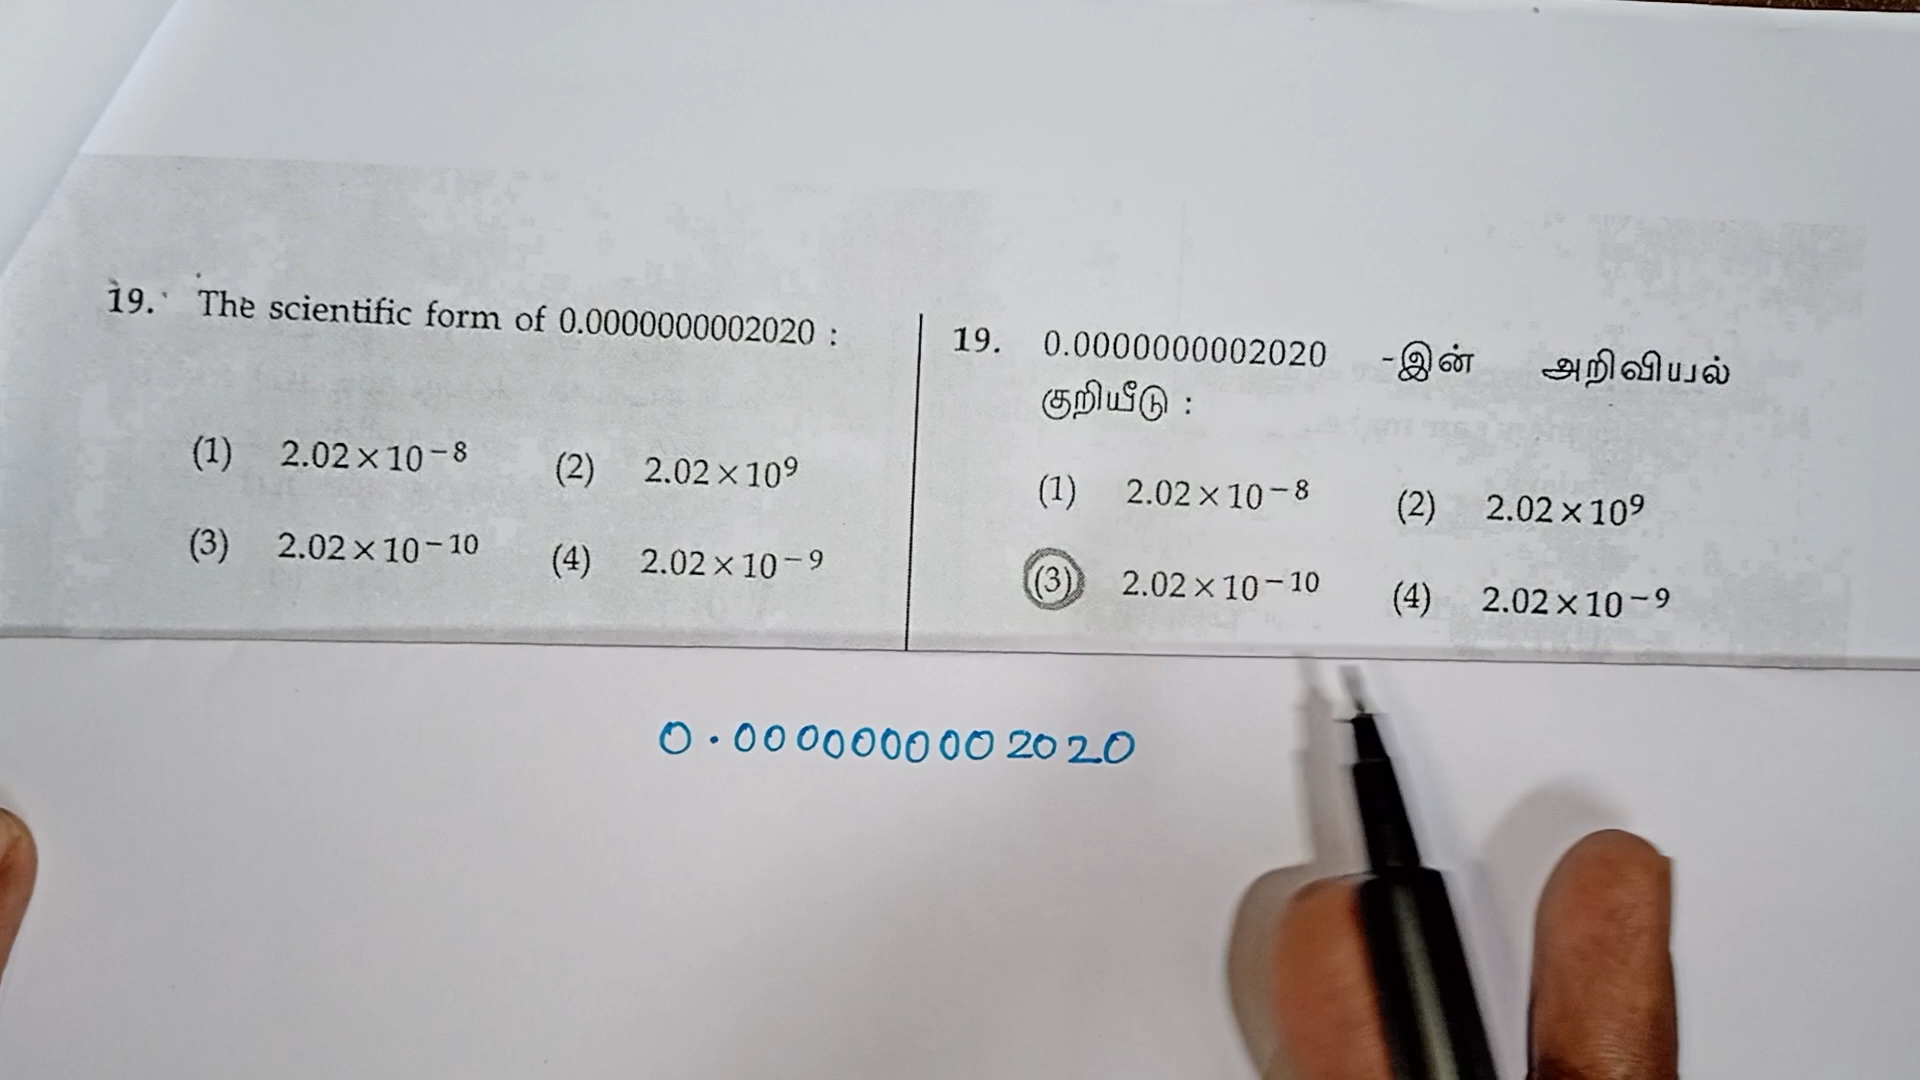 19. The scientific form of 0.0000000002020 :
(1) 2.02 × 10⁻⁸ (2) 2.02 × 10⁹
(3) 2.02 × 10⁻¹⁰ (4) 2.02 × 10⁻⁹
19. 0.0000000002020 -இன் அறிவியல்
குறியீடு :
(1) 2.02 × 10⁻⁸ (2) 2.02 × 10⁹
(3) 2.02 × 10⁻¹⁰ (4) 2.02 × 10⁻⁹
0.0000000002020